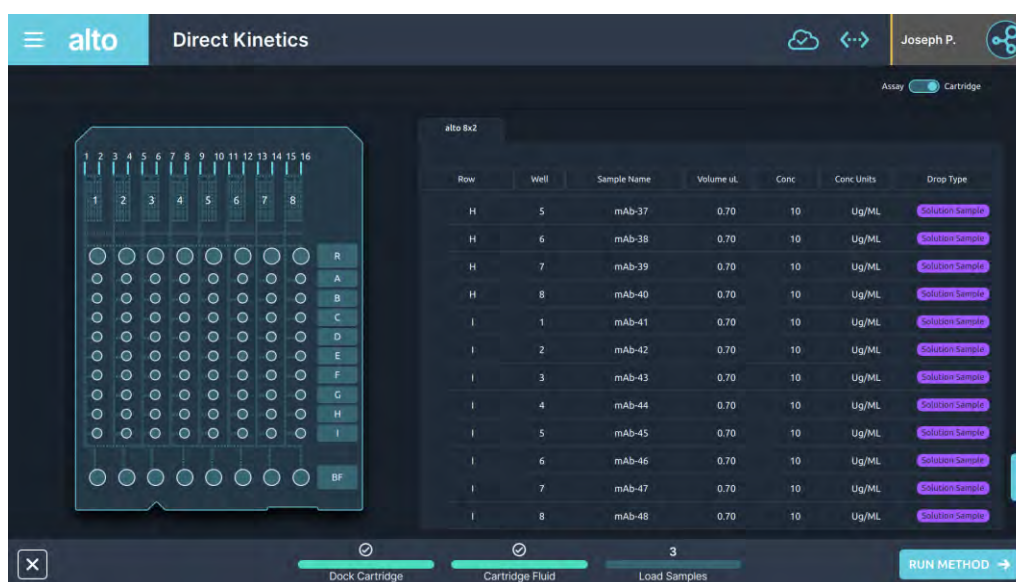 alto Direct Kinetics Joseph P.
Assay Cartridge
alto 8x2
1 2 3 4 5 6 7 8 9 10 11 12 13 14 15 16
1 2 3 4 5 6 7 8
R
A
B
C
D
E
F
G
H
I
BF
Row Well Sample Name Volume uL Conc Conc Units Drop Type
H 5 mAb-37 0.70 10 Ug/ML Solution Sample
H 6 mAb-38 0.70 10 Ug/ML Solution Sample
H 7 mAb-39 0.70 10 Ug/ML Solution Sample
H 8 mAb-40 0.70 10 Ug/ML Solution Sample
I 1 mAb-41 0.70 10 Ug/ML Solution Sample
I 2 mAb-42 0.70 10 Ug/ML Solution Sample
I 3 mAb-43 0.70 10 Ug/ML Solution Sample
I 4 mAb-44 0.70 10 Ug/ML Solution Sample
I 5 mAb-45 0.70 10 Ug/ML Solution Sample
I 6 mAb-46 0.70 10 Ug/ML Solution Sample
I 7 mAb-47 0.70 10 Ug/ML Solution Sample
I 8 mAb-48 0.70 10 Ug/ML Solution Sample
3
Dock Cartridge Cartridge Fluid Load Samples
RUN METHOD